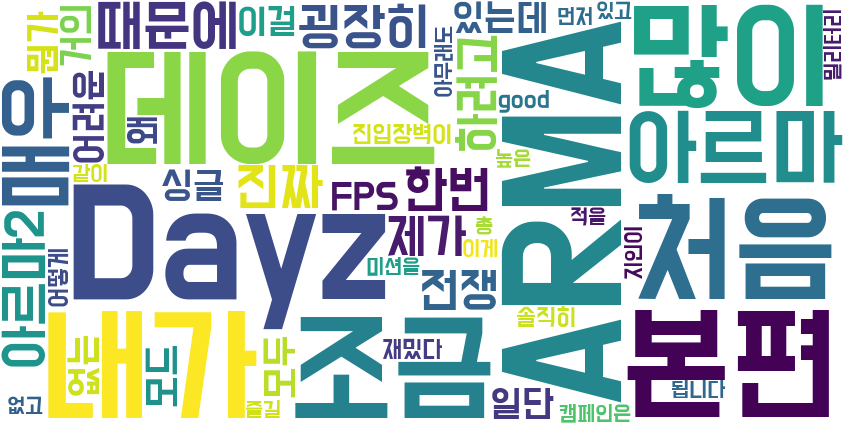 때문에
이걸
굉장히
있는데
먼저
있고
밀리터리
뭔가
거의
아무래도
많이
매우
어려운
데이즈
왜
하려고
good
ARMA
진입장벽이
높은
아르마
같이
싱글
진짜
FPS
한번
적을
처음
아르마2
어떻게
Dayz
제가
총
이게
지인이
미션을
전쟁
솔직히
없는
내가
모드
모두
조금
재밌다
본편
됩니다
없고
즐길
일단
캠페인은